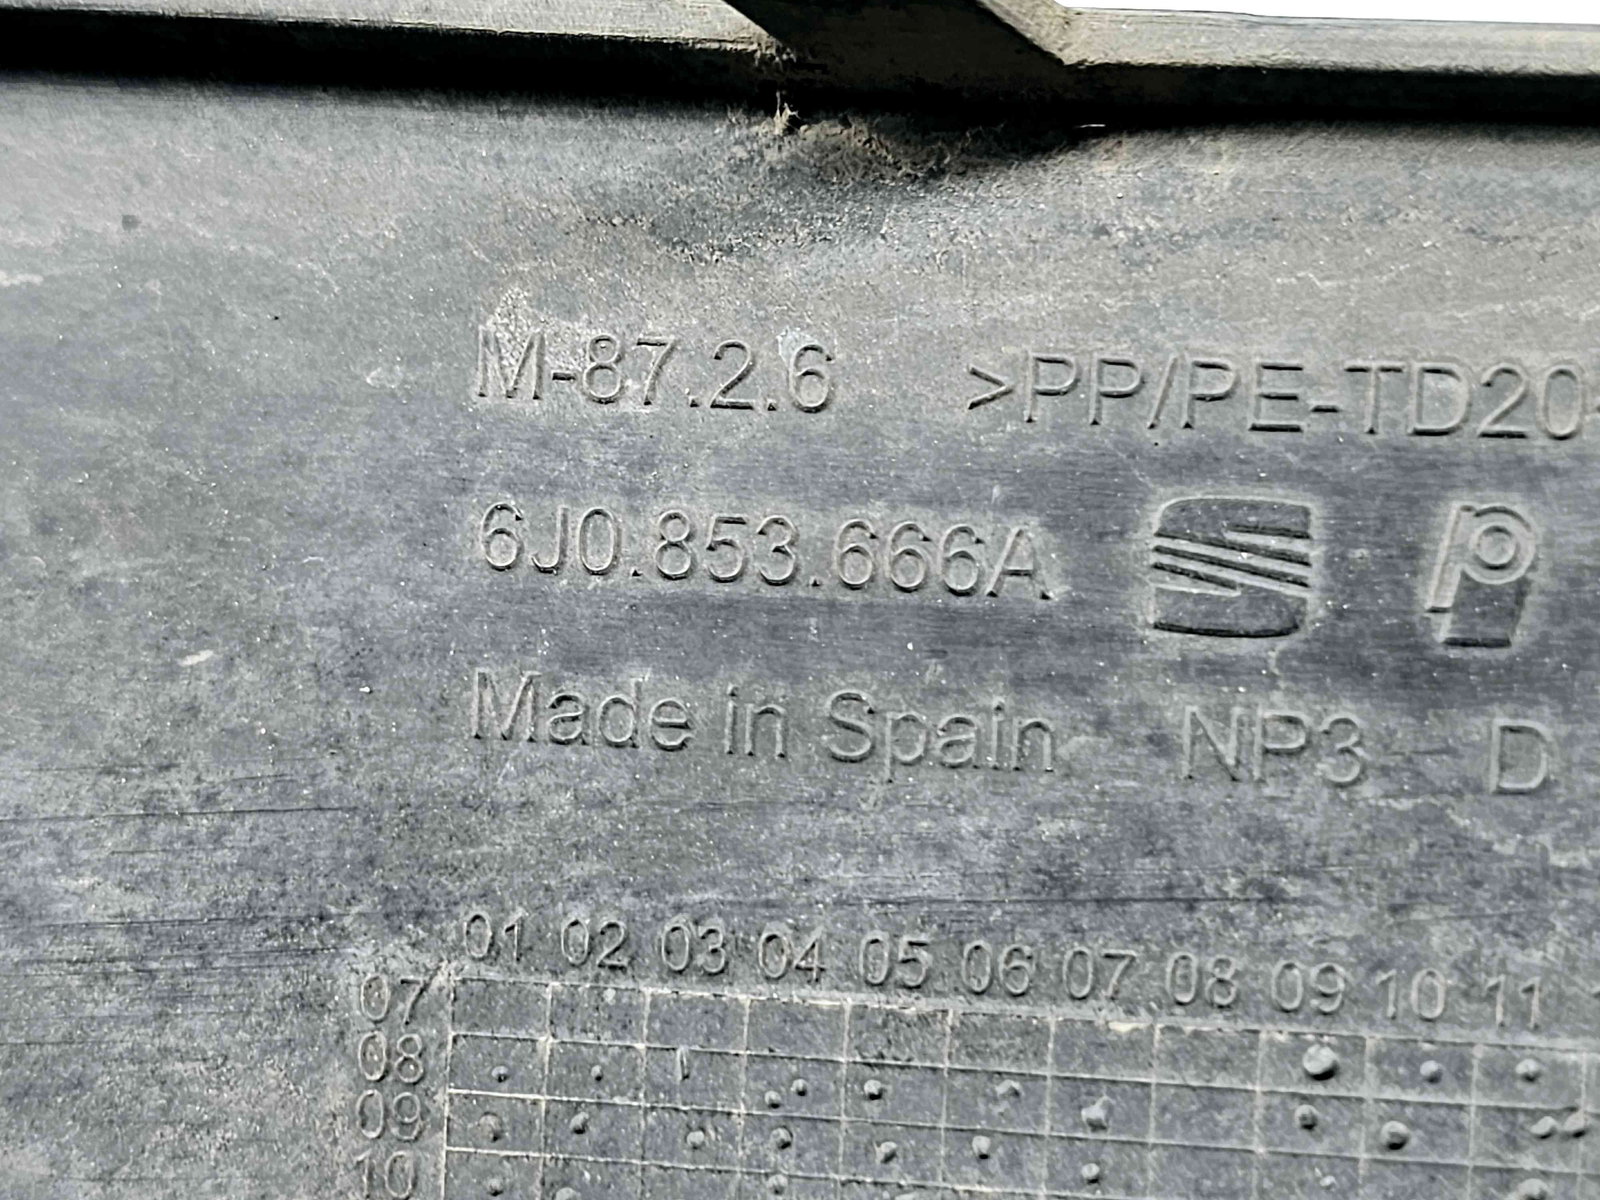 M-87.2.6 >PP/PE-TD20
6J0.853.666A
Made in Spain NP3 D
01 02 03 04 05 06 07 08 09 10 11
07
08
09
10